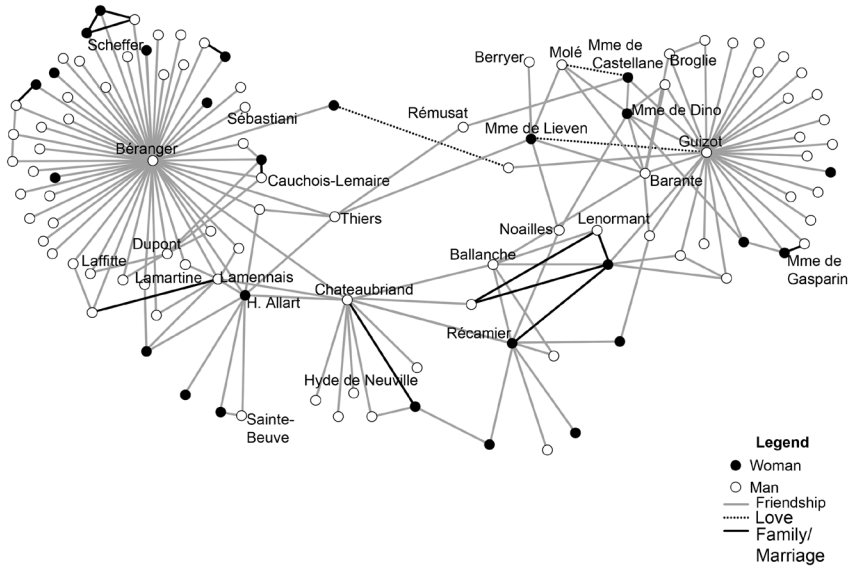 Scheffer
Berryer
Molé
Mme de
Castellane
Broglie
Sébastiani
Rémusat
Mme de Dino
Mme de Lieven
Guizot
Béranger
Cauchois-Lemaire
Barante
Thiers
Noailles
Lenormant
Dupont
Laffitte
Ballanche
Mme de
Gasparin
Lamartine
Lamennais
H. Allart
Chateaubriand
Récamier
Hyde de Neuville
Sainte-
Beuve
Legend
Woman
Man
Friendship
Love
Family/
Marriage